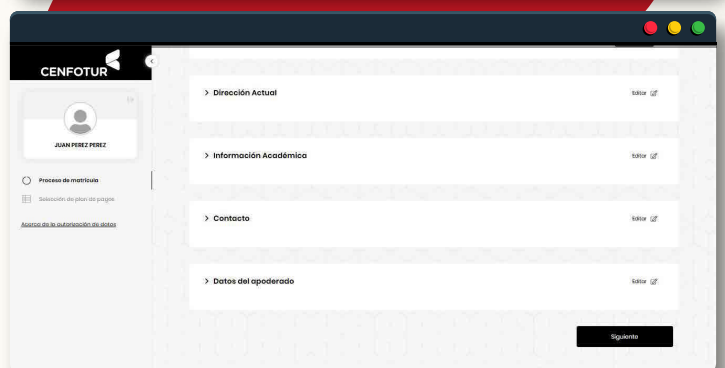 CENFOTUR
JUAN PEREZ PEREZ
Proceso de matrícula
Selección de plan de pagos
Acerca de la autorización de datos
Dirección Actual
Editar
Información Académica
Editar
Contacto
Editar
Datos del apoderado
Editar
Siguiente